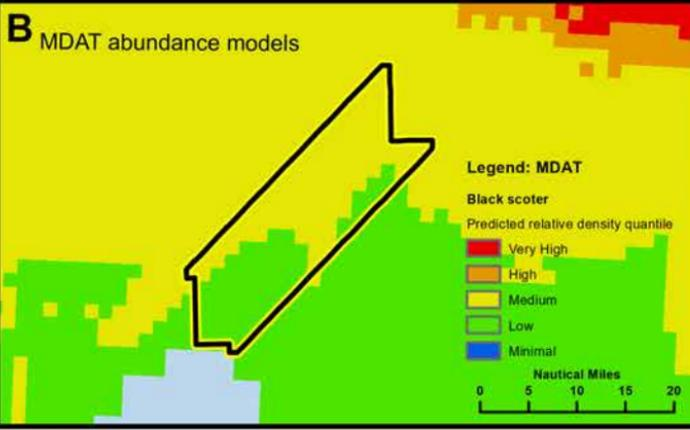 B MDAT abundance models
Legend: MDAT
Black scoter
Predicted relative density quantile
Very High
High
Medium
Low
Minimal
Nautical Miles
0 5 10 15 20